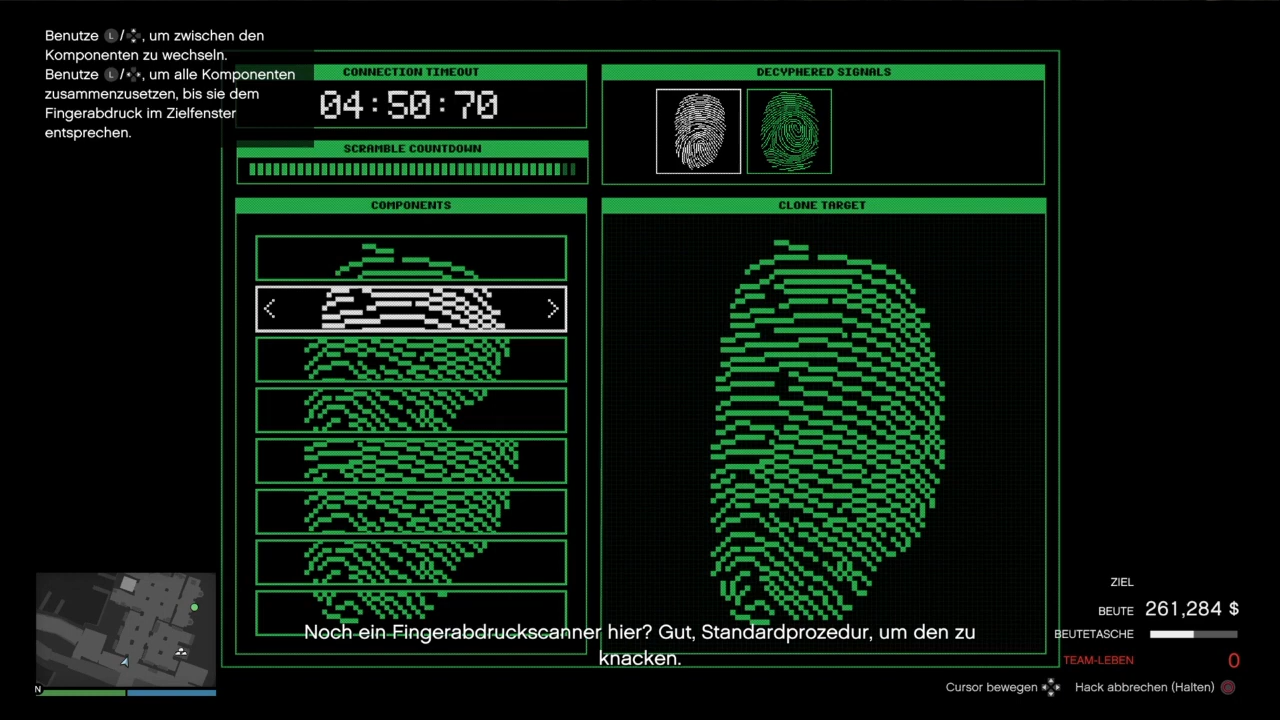 Benutze L/, um zwischen den
Komponenten zu wechseln.
Benutze L/, um alle Komponenten
zusammenzusetzen, bis sie dem
Fingerabdruck im Zielfenster
entsprechen.
CONNECTION TIMEOUT
04:50:70
SCRAMBLE COUNTDOWN
DECYPHERED SIGNALS
COMPONENTS
CLONE TARGET
Noch ein Fingerabdruckscanner hier? Gut, Standardprozedur, um den zu
knacken.
ZIEL
BEUTE 261,284 $
BEUTETASCHE
TEAM-LEBEN 0
Cursor bewegen Hack abbrechen (Halten)
N